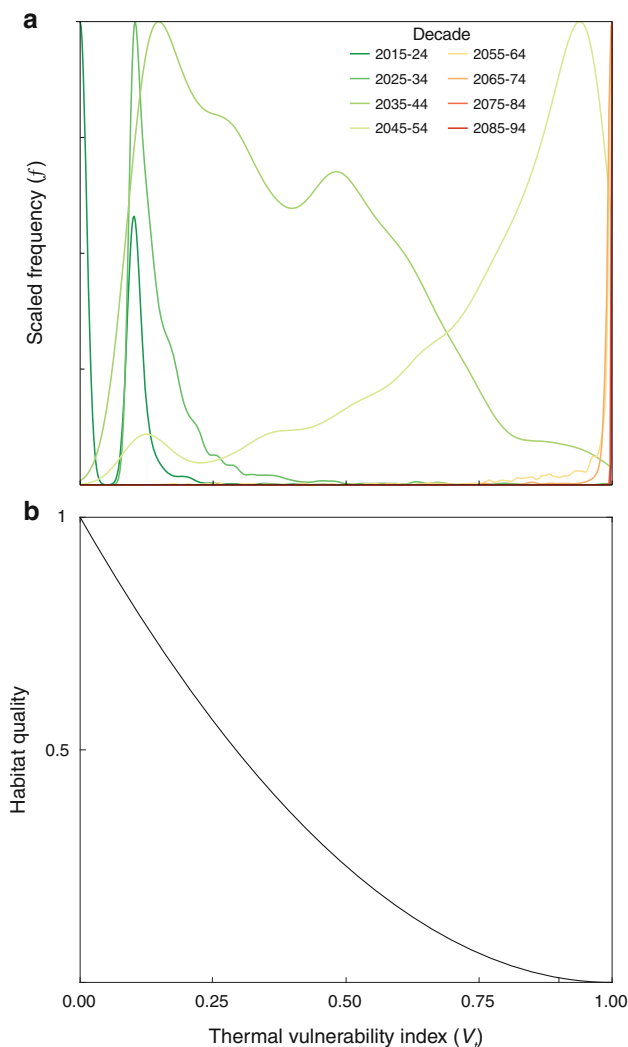 a
Decade
2015-24
2025-34
2035-44
2045-54
2055-64
2065-74
2075-84
2085-94
Scaled frequency (f)
b
1
0.5
Habitat quality
0.00
0.25
0.50
0.75
1.00
Thermal vulnerability index (Vt)